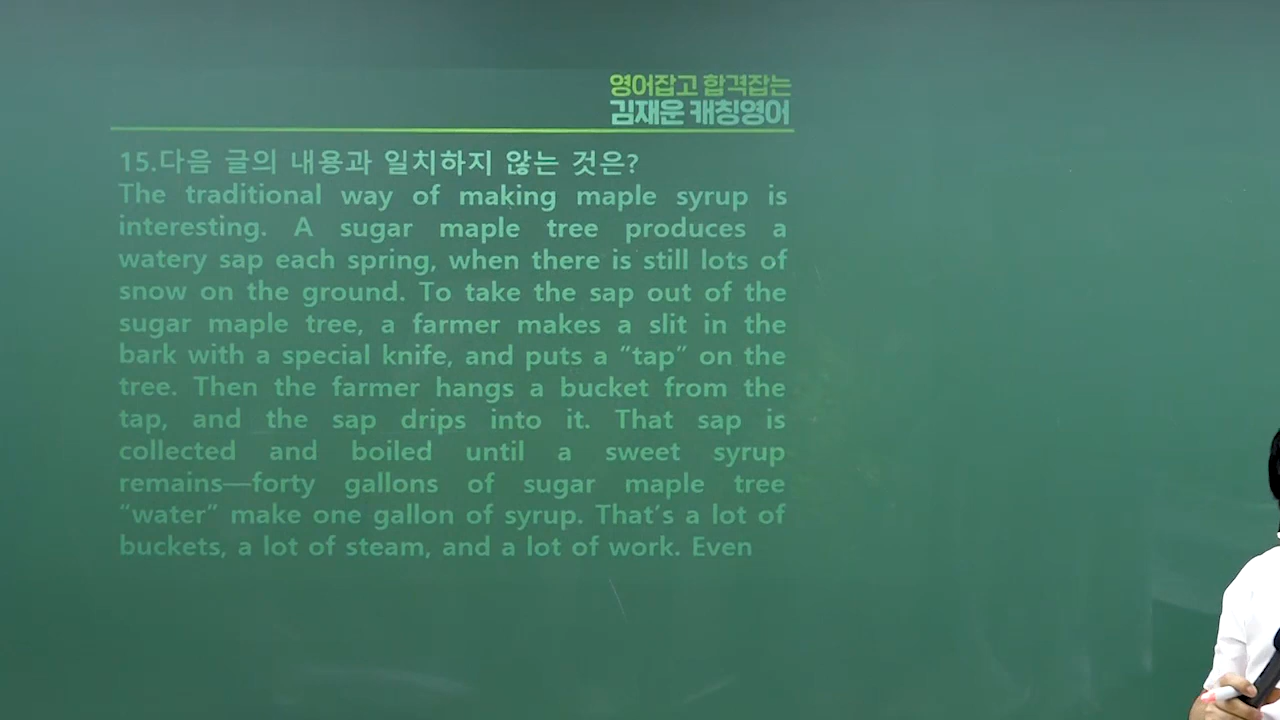 영어잡고 합격잡는
김재운 캐칭영어
15.다음 글의 내용과 일치하지 않는 것은?
The traditional way of making maple syrup is
interesting. A sugar maple tree produces a
watery sap each spring, when there is still lots of
snow on the ground. To take the sap out of the
sugar maple tree, a farmer makes a slit in the
bark with a special knife, and puts a “tap” on the
tree. Then the farmer hangs a bucket from the
tap, and the sap drips into it. That sap is
collected and boiled until a sweet syrup
remains—forty gallons of sugar maple tree
“water” make one gallon of syrup. That’s a lot of
buckets, a lot of steam, and a lot of work. Even